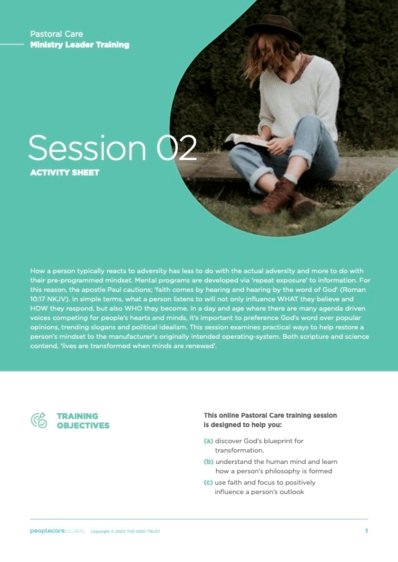 Pastoral Care
Ministry Leader Training
Session 02
ACTIVITY SHEET
How a person typically reacts to adversity has less to do with the actual adversity and more to do with
their pre-programmed mindset. Mental programs are developed via 'repeat exposure' to information. For
this reason, the apostle Paul cautions; 'faith comes by hearing and hearing by the word of God' (Roman
10:17 NKJV). In simple terms, what a person listens to will not only influence WHAT they believe and
HOW they respond, but also WHO they become. In a day and age where there are many agenda driven
voices competing for people's hearts and minds, it's important to preference God's word over popular
opinions, trending slogans and political idealism. This session examines practical ways to help restore a
person's mindset to the manufacturer's originally intended operating-system. Both scripture and science
contend, 'lives are transformed when minds are renewed'.
TRAINING
OBJECTIVES
This online Pastoral Care training session
is designed to help you:
(a) discover God's blueprint for
transformation.
(b) understand the human mind and learn
how a person's philosophy is formed
(c) use faith and focus to positively
influence a person's outlook
peoplecareGLOBAL Copyright © 2020 THE